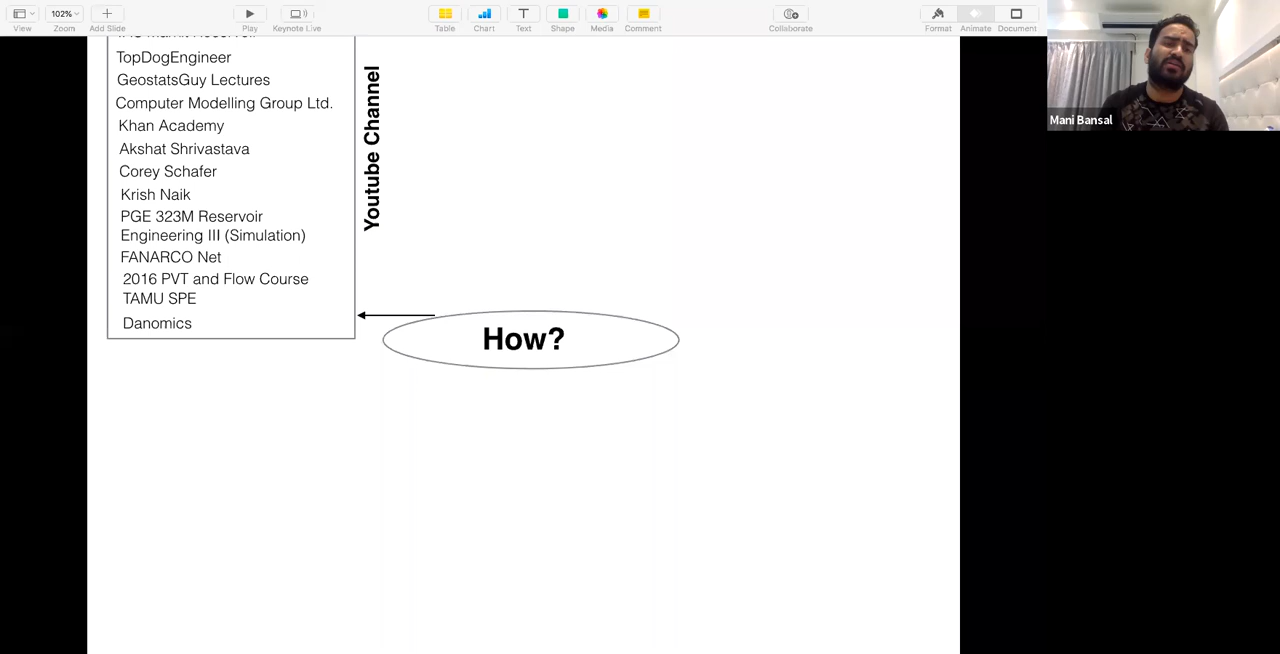 102%
View
Zoom
Add Slide
Play
Keynote Live
Table
Chart
Text
Shape
Media
Comment
Collaborate
Format
Animate
Document
TopDogEngineer
GeostatsGuy Lectures
Computer Modelling Group Ltd.
Khan Academy
Akshat Shrivastava
Corey Schafer
Krish Naik
PGE 323M Reservoir
Engineering III (Simulation)
FANARCO Net
2016 PVT and Flow Course
TAMU SPE
Danomics
Youtube Channel
How?
Mani Bansal